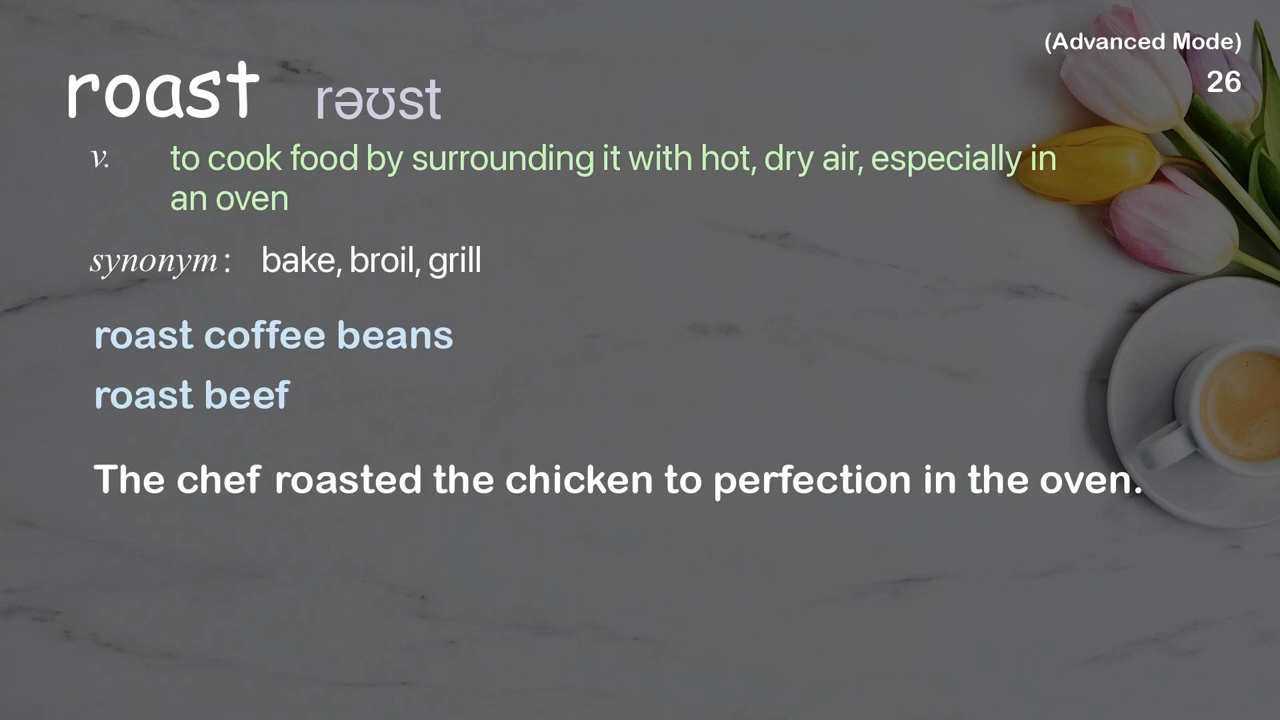 (Advanced Mode)
26
roast rəʊst
v. to cook food by surrounding it with hot, dry air, especially in
an oven
synonym : bake, broil, grill
roast coffee beans
roast beef
The chef roasted the chicken to perfection in the oven.